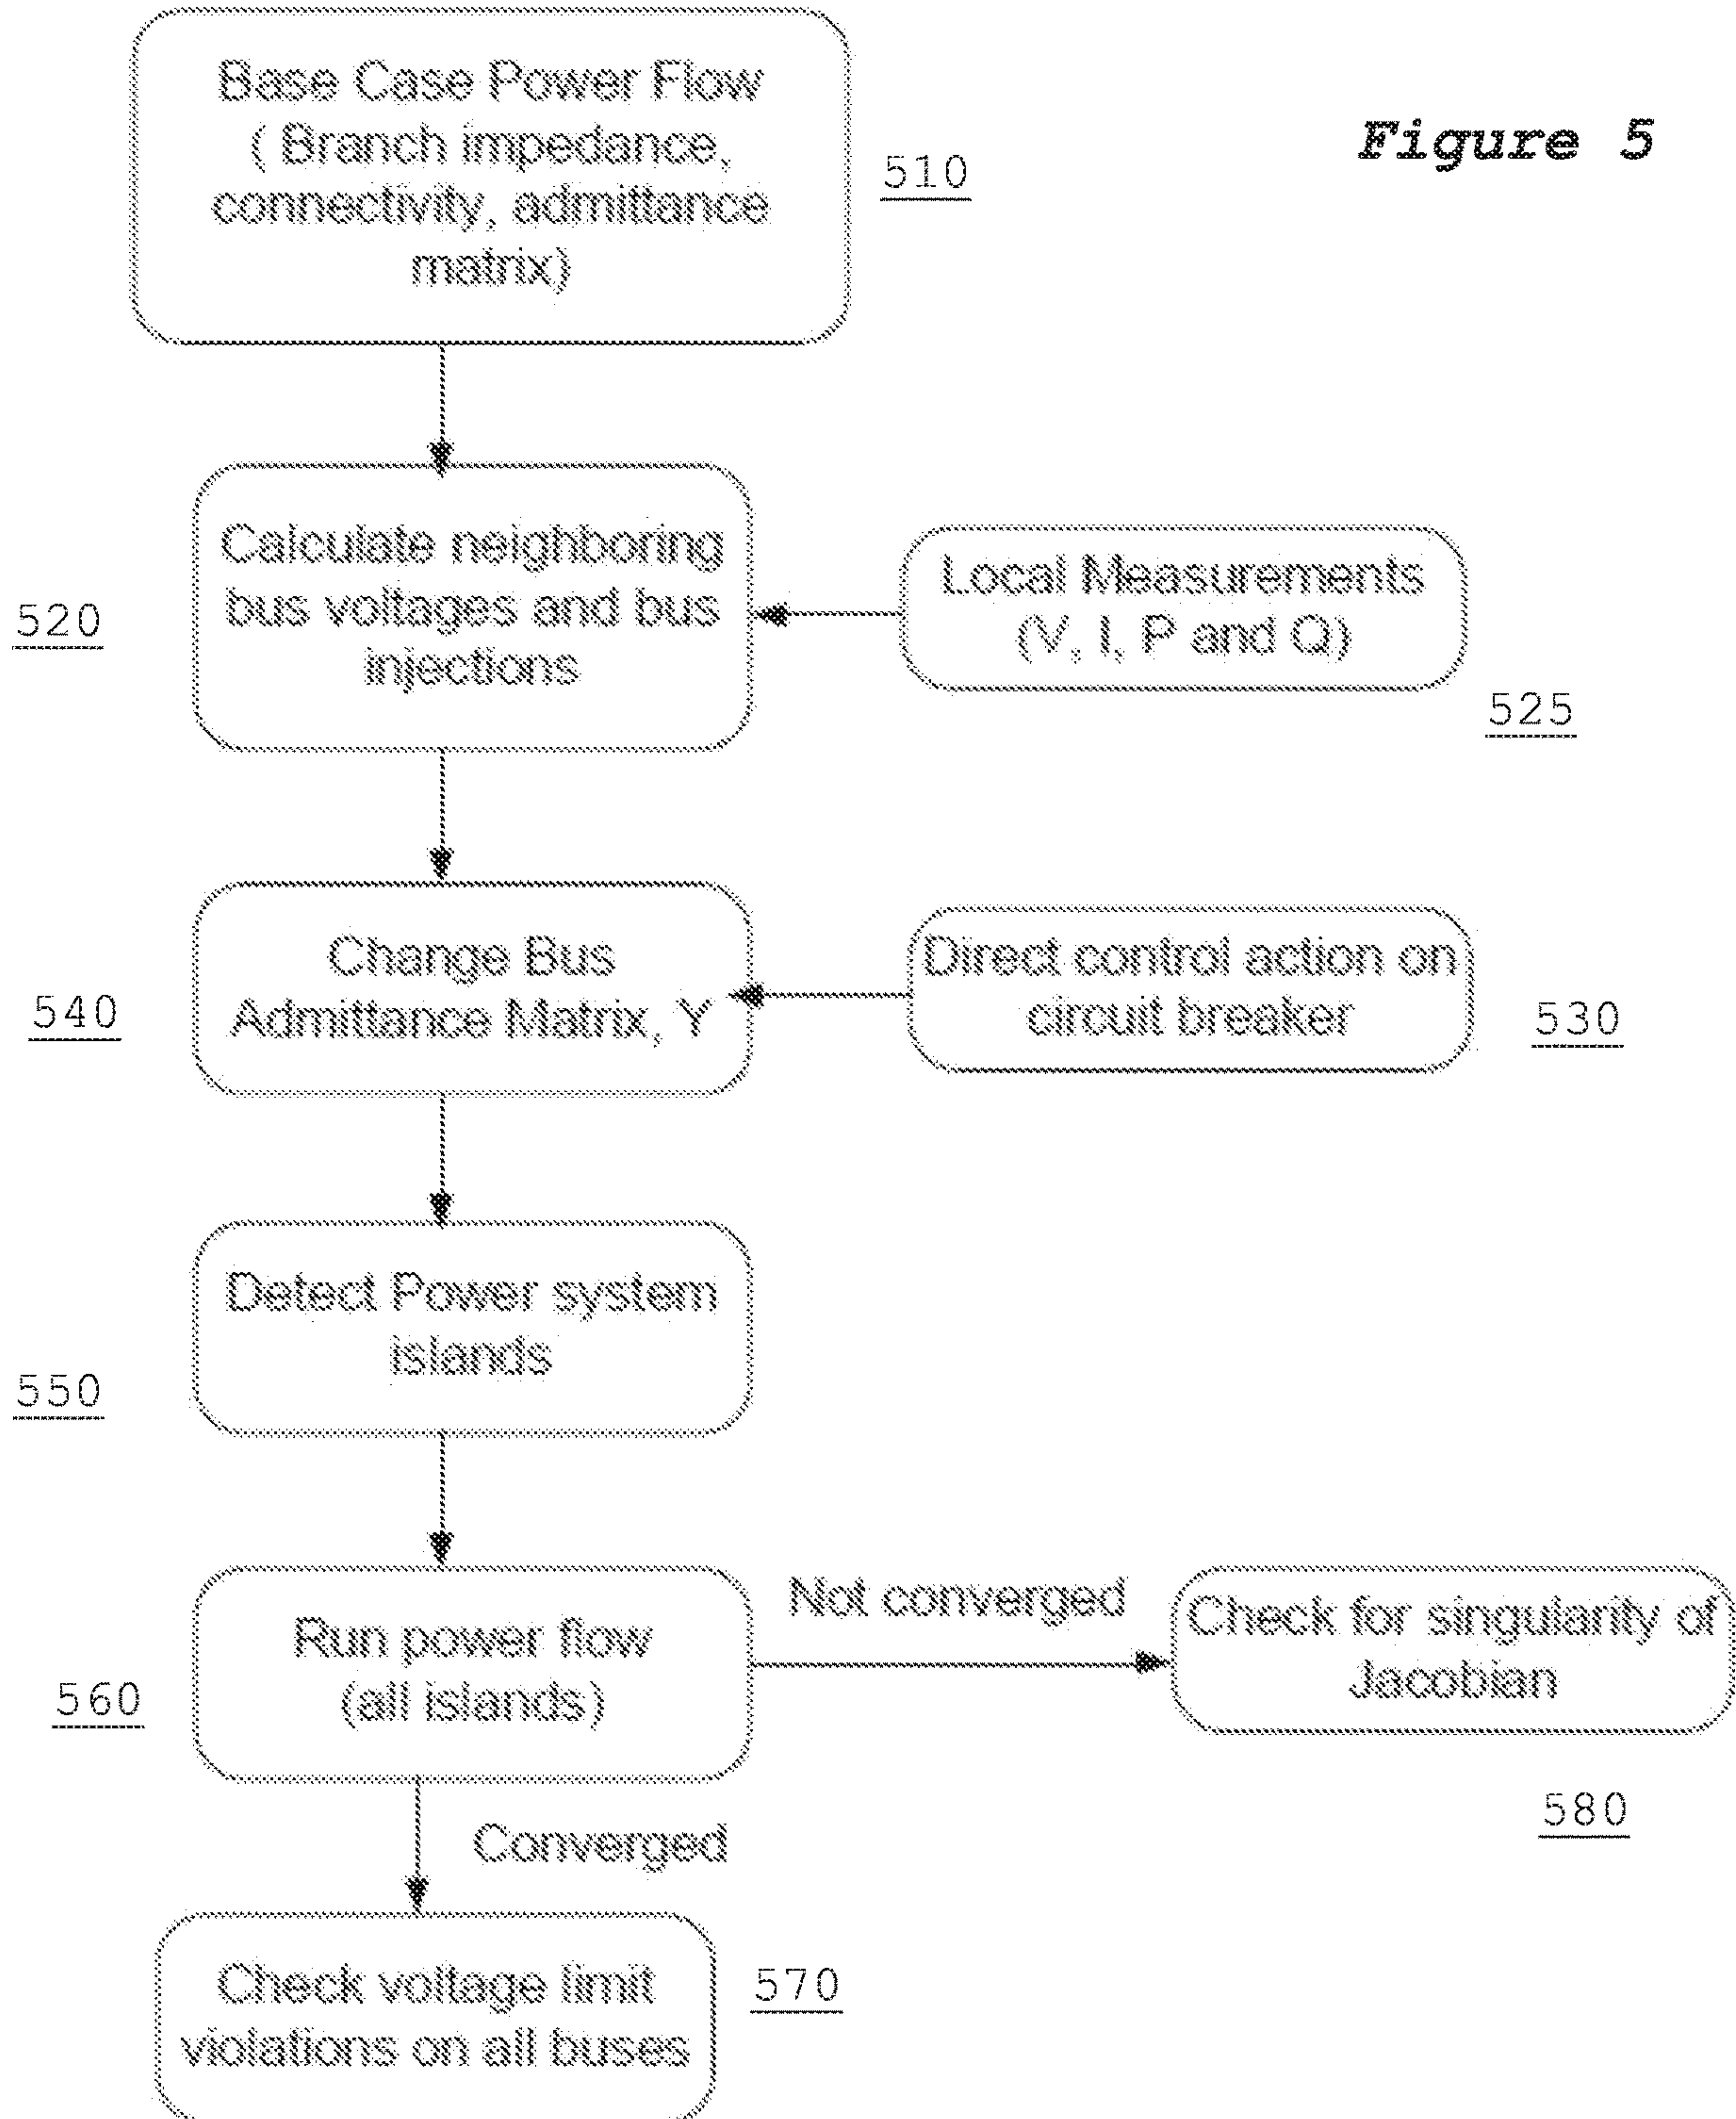 Figure 5
Base Case Power Flow
( Branch impedance,
connectivity, admittance
matrix)
510
Calculate neighboring
bus voltages and bus
injections
520
Local Measurements
(V, I, P and Q)
525
Change Bus
Admittance Matrix, Y
540
Direct control action on
circuit breaker
530
Detect Power system
islands
550
Run power flow
(all islands)
560
Not converged
Check for singularity of
Jacobian
580
Converged
Check voltage limit
violations on all buses
570